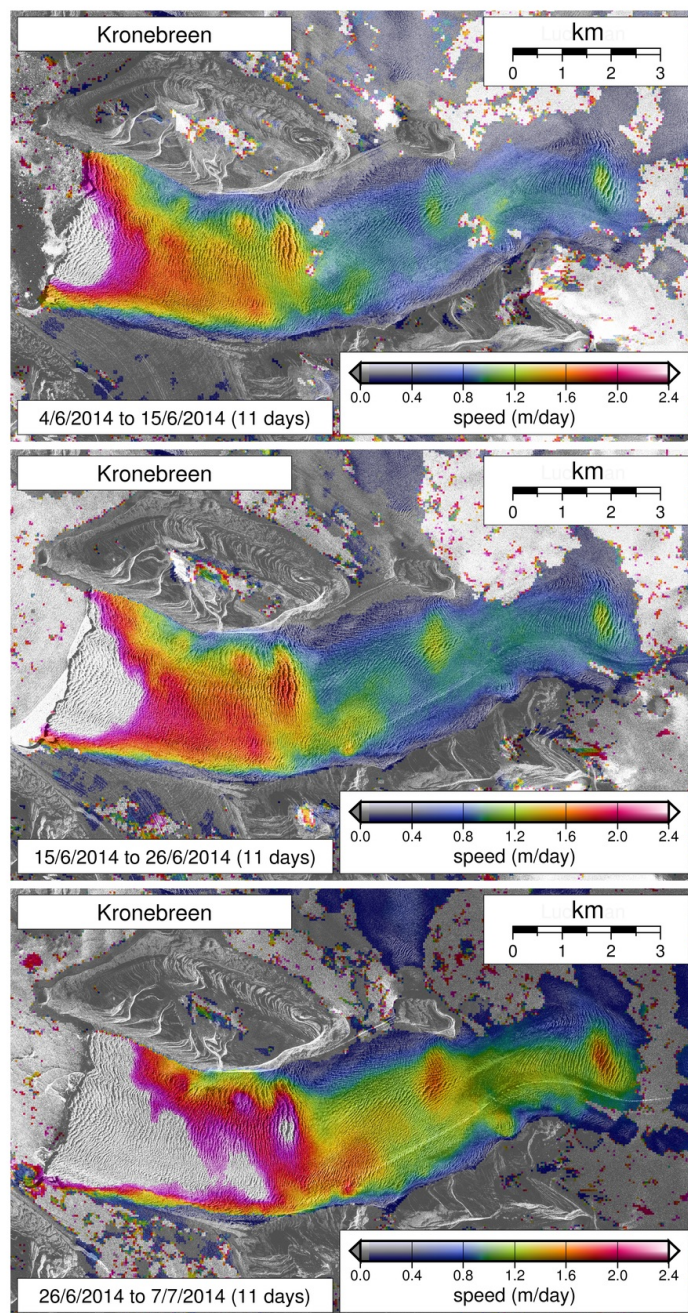 Kronebreen
km
0 1 2 3
0.0 0.4 0.8 1.2 1.6 2.0 2.4
speed (m/day)
4/6/2014 to 15/6/2014 (11 days)
Kronebreen
km
0 1 2 3
0.0 0.4 0.8 1.2 1.6 2.0 2.4
speed (m/day)
15/6/2014 to 26/6/2014 (11 days)
Kronebreen
km
0 1 2 3
0.0 0.4 0.8 1.2 1.6 2.0 2.4
speed (m/day)
26/6/2014 to 7/7/2014 (11 days)